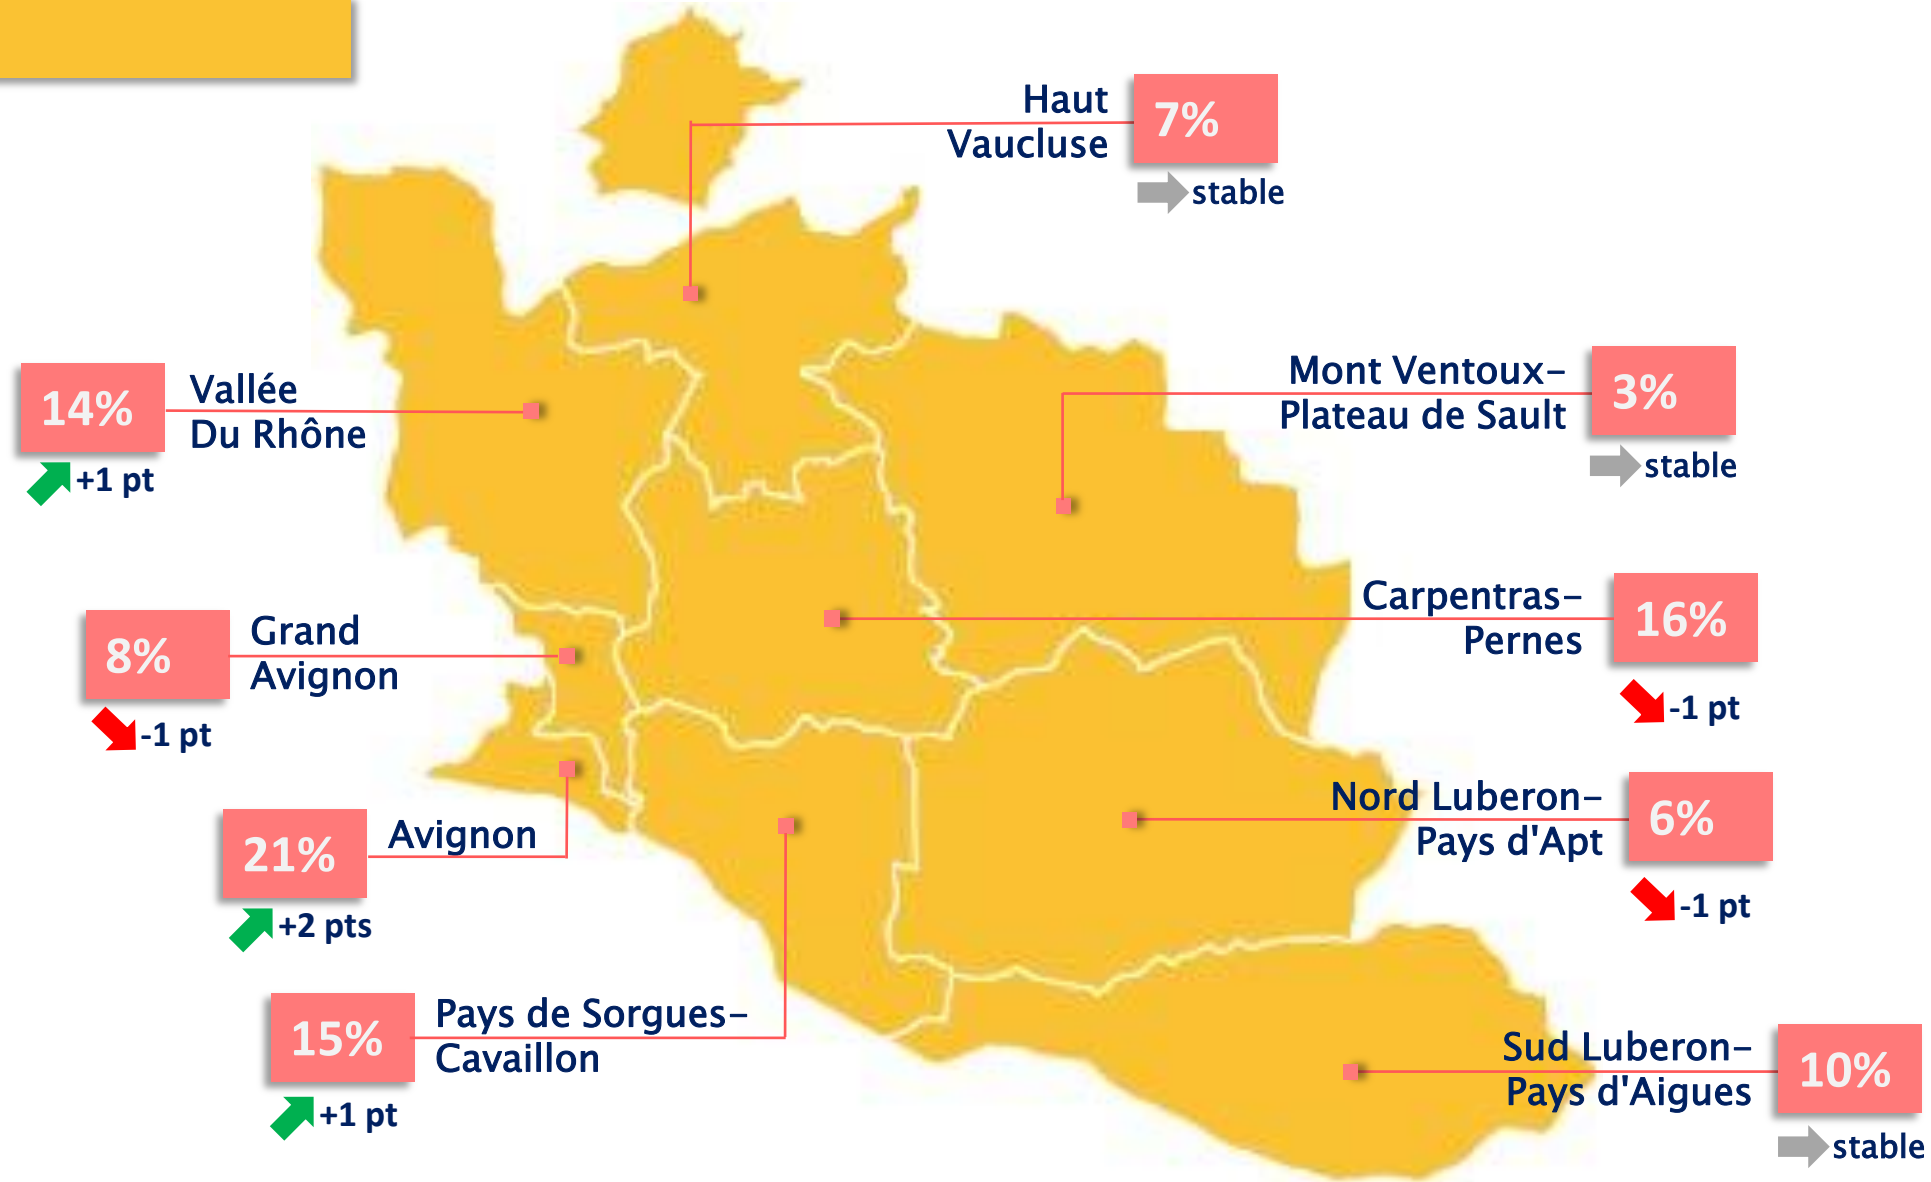 Haut
Vaucluse
7%
stable
Mont Ventoux–
Plateau de Sault
3%
stable
14%
Vallée
Du Rhône
+1 pt
Carpentras–
Pernes
16%
-1 pt
8%
Grand
Avignon
-1 pt
Nord Luberon–
Pays d'Apt
6%
-1 pt
21%
Avignon
+2 pts
15%
Pays de Sorgues–
Cavaillon
+1 pt
Sud Luberon–
Pays d'Aigues
10%
stable